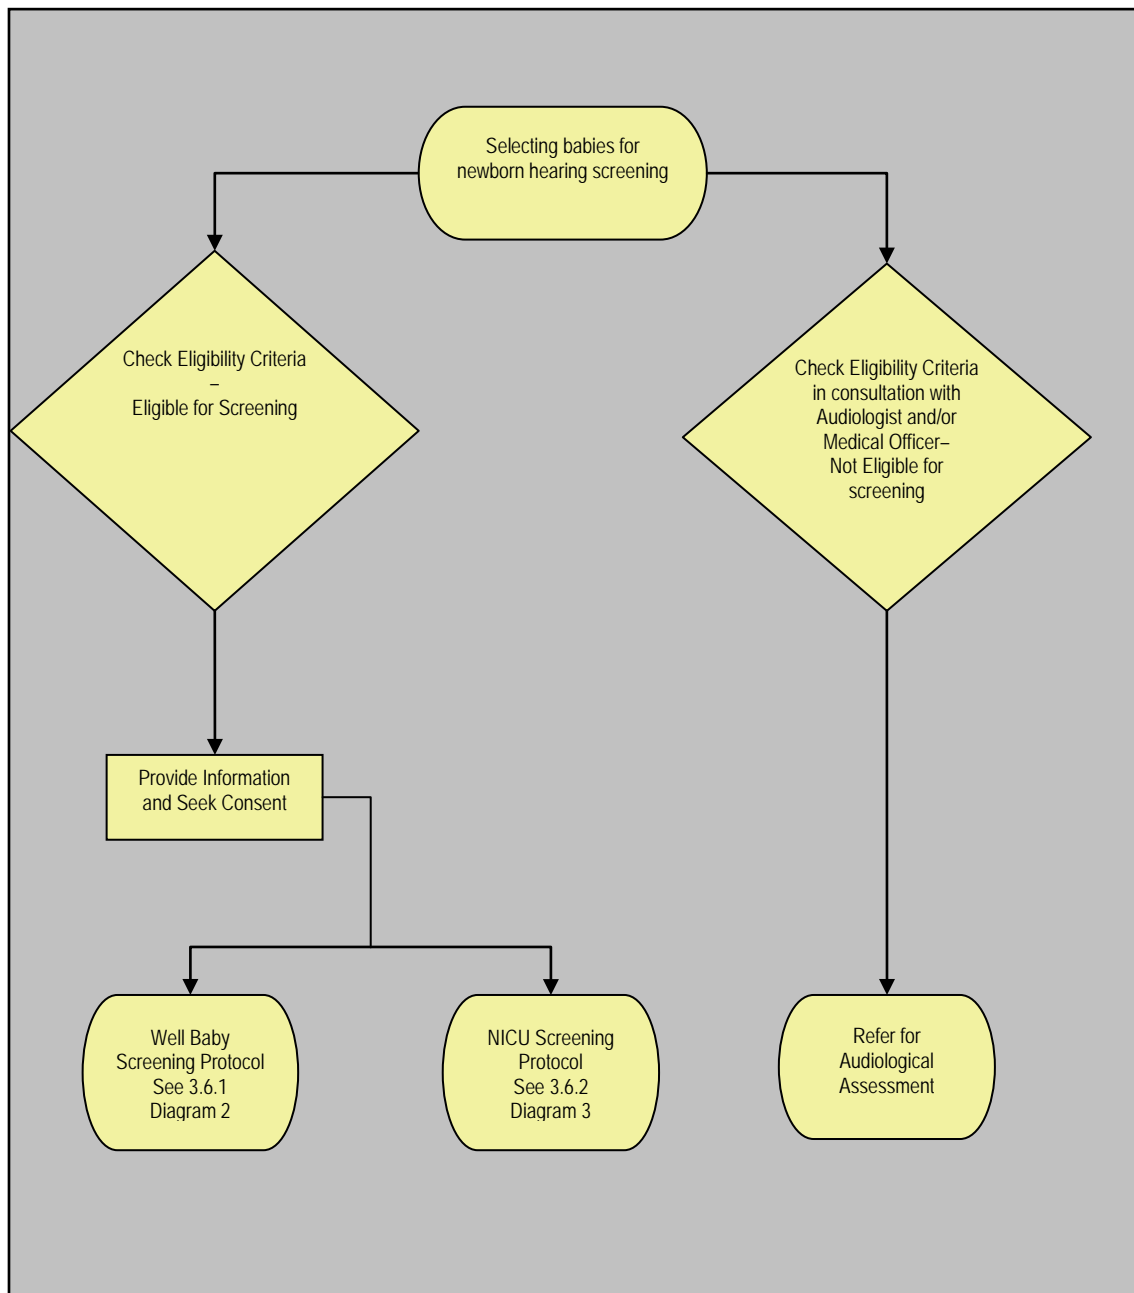 Selecting babies for
newborn hearing screening
Check Eligibility Criteria
–
Eligible for Screening
Check Eligibility Criteria
in consultation with
Audiologist and/or
Medical Officer–
Not Eligible for
screening
Provide Information
and Seek Consent
Well Baby
Screening Protocol
See 3.6.1
Diagram 2
NICU Screening
Protocol
See 3.6.2
Diagram 3
Refer for
Audiological
Assessment